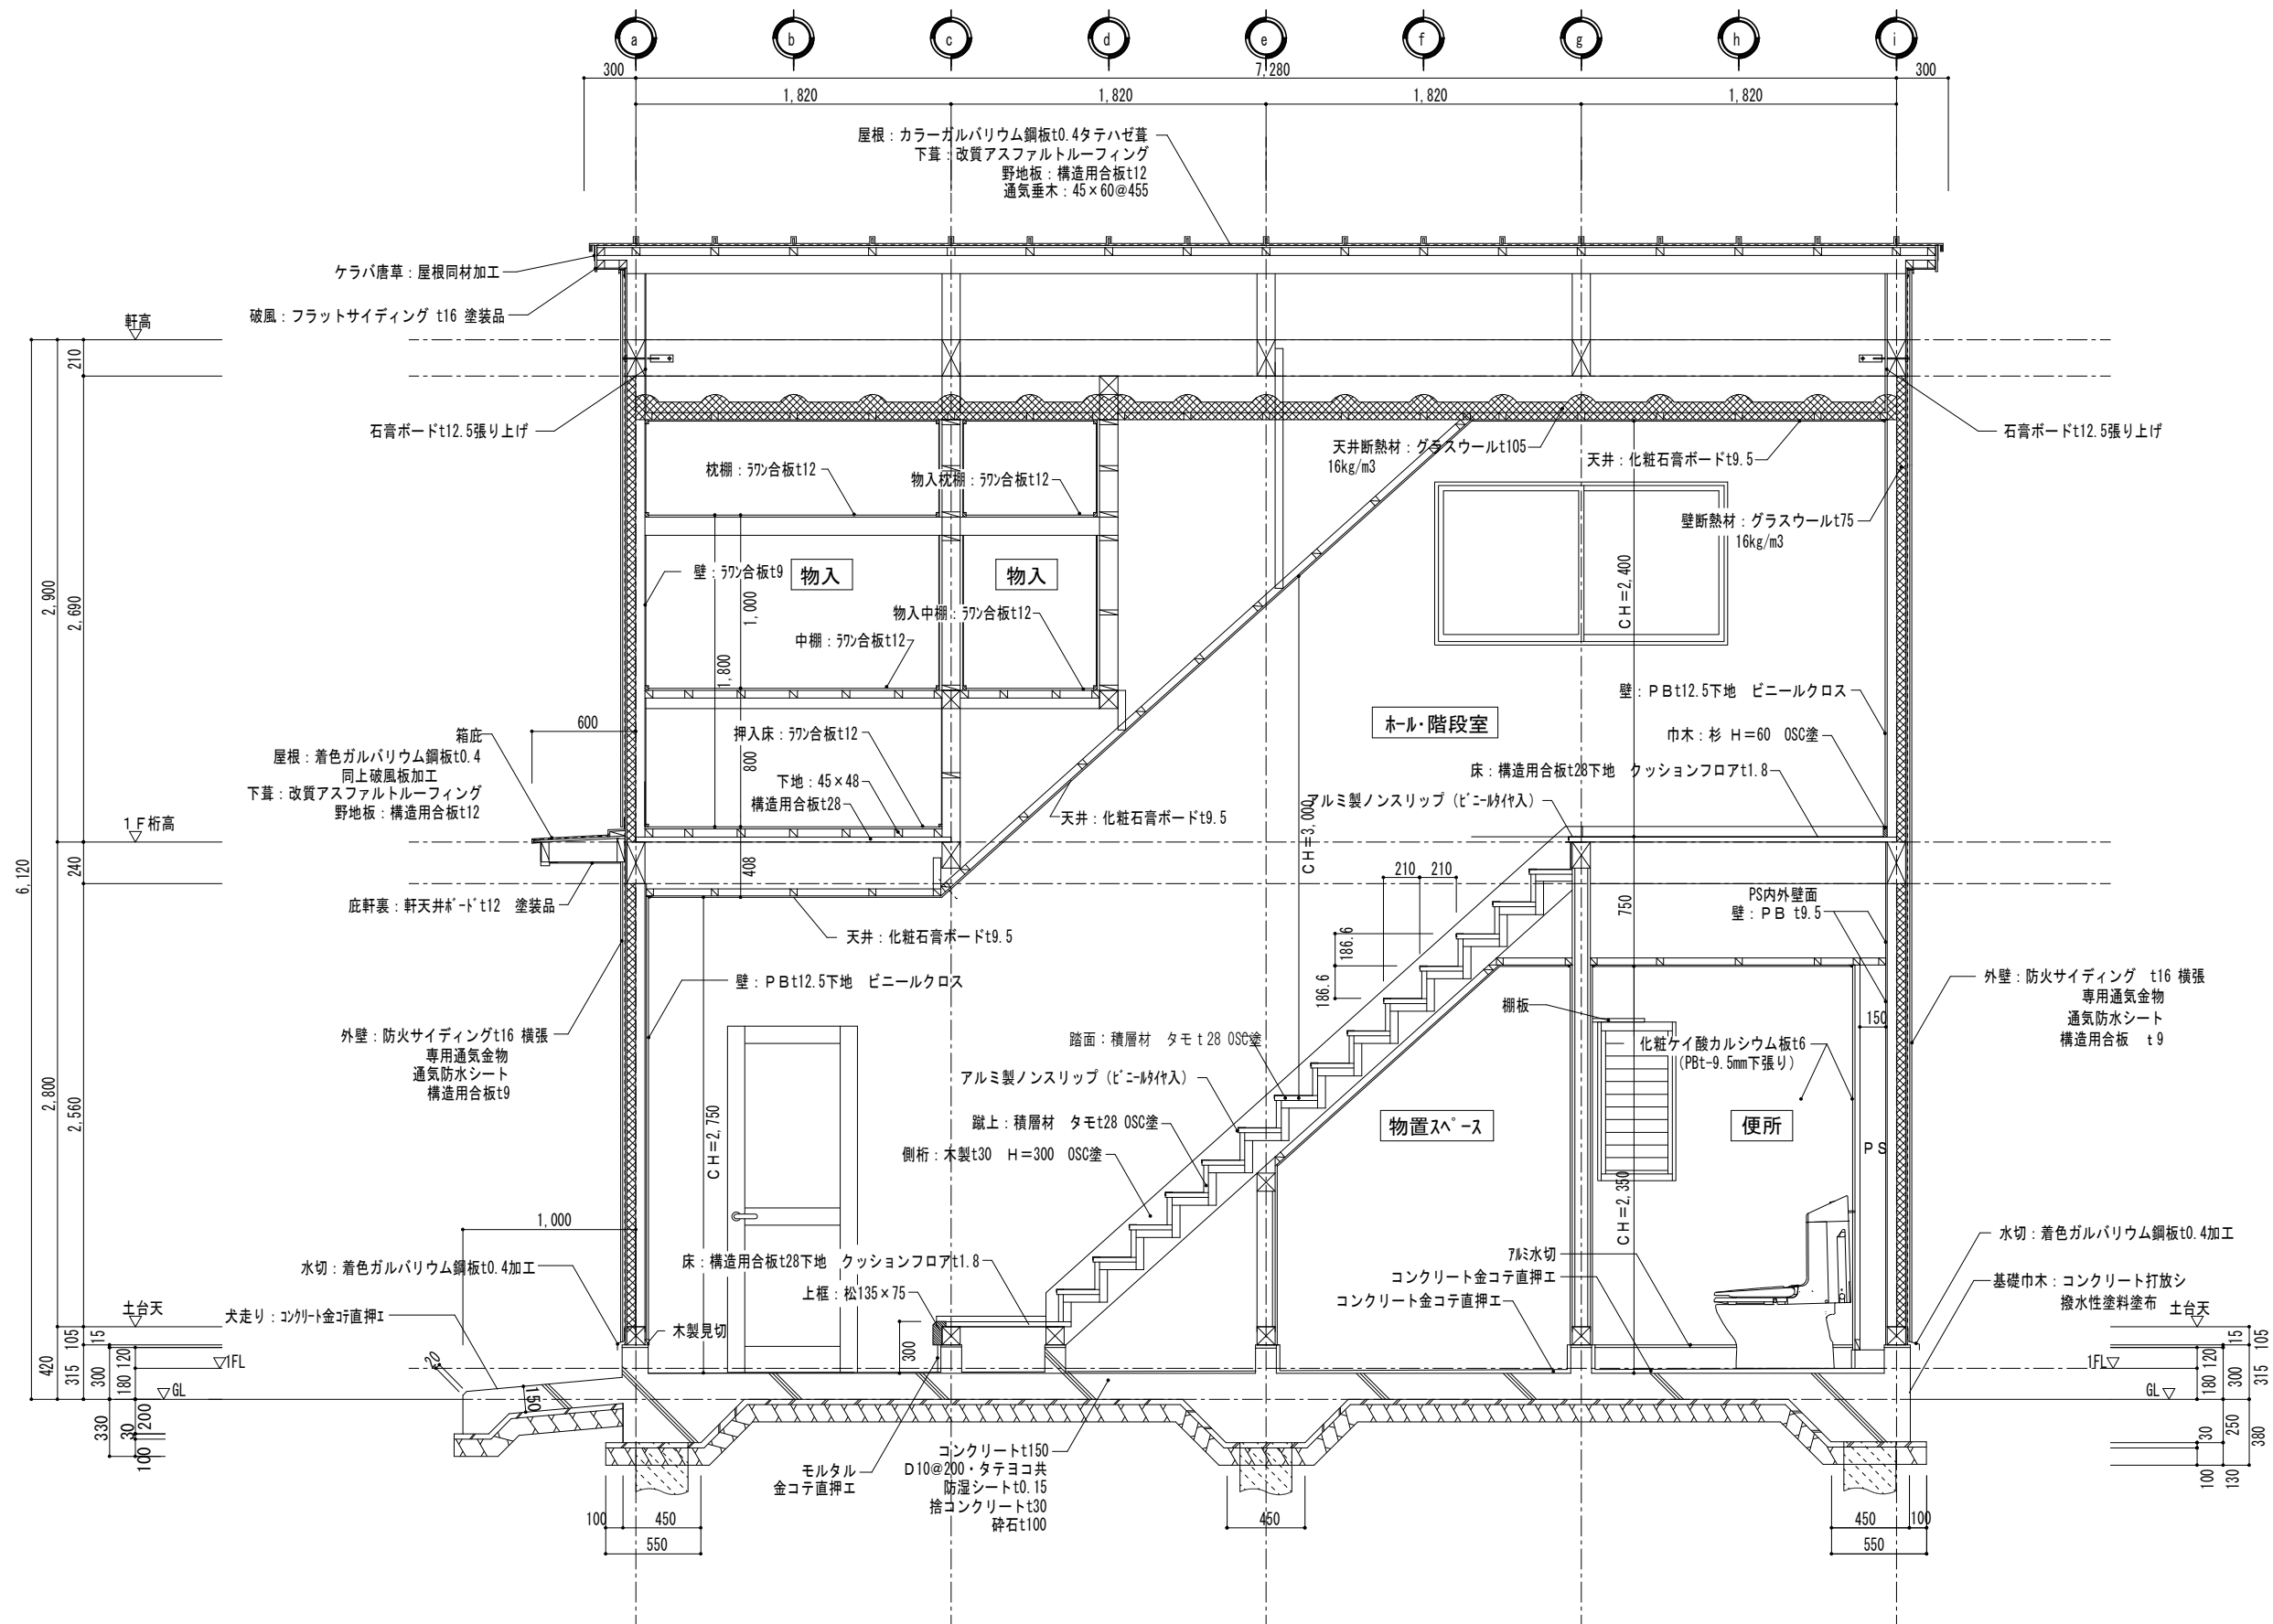 a
b
c
d
e
f
g
h
i
300
7,280
300
1,820
1,820
1,820
1,820
屋根：カラーガルバリウム鋼板t0.4タテハゼ葺
下葺：改質アスファルトルーフィング
野地板：構造用合板t12
通気垂木：45×60@455
ケラバ唐草：屋根同材加工
破風：フラットサイディング t16 塗装品
軒高
210
石膏ボードt12.5張り上げ
石膏ボードt12.5張り上げ
天井断熱材：グラスウールt105
16kg/m3
天井：化粧石膏ボードt9.5
枕棚：ラワン合板t12
物入枕棚：ラワン合板t12
壁断熱材：グラスウールt75
16kg/m3
壁：ラワン合板t9
物入
物入
CH=2,400
2,900
2,690
1,000
物入中棚：ラワン合板t12
中棚：ラワン合板t12
1,800
壁：ＰＢt12.5下地　ビニールクロス
ホール・階段室
600
箱庇
屋根：着色ガルバリウム鋼板t0.4
同上破風板加工
下葺：改質アスファルトルーフィング
野地板：構造用合板t12
押入床：ラワン合板t12
800
下地：45×48
構造用合板t28
巾木：杉 Ｈ＝60　OSC塗
床：構造用合板t28下地　クッションフロアt1.8
アルミ製ノンスリップ（ビニールタイヤ入）
天井：化粧石膏ボードt9.5
CH=3,000
1Ｆ桁高
6,120
240
408
210
210
PS内外壁面
壁：ＰＢ t9.5
750
庇軒裏：軒天井ボードt12　塗装品
天井：化粧石膏ボードt9.5
186.6
186.6
壁：ＰＢt12.5下地　ビニールクロス
外壁：防火サイディング　t16 横張
専用通気金物
通気防水シート
構造用合板　t9
棚板
150
外壁：防火サイディングt16 横張
専用通気金物
通気防水シート
構造用合板t9
踏面：積層材　タモｔ28 OSC塗
化粧ケイ酸カルシウム板t6
(PBt-9.5mm下張り)
アルミ製ノンスリップ（ビニールタイヤ入）
2,800
2,560
CH=2,750
蹴上：積層材　タモt28 OSC塗
物置スペース
便所
ＰＳ
側桁：木製t30　Ｈ＝300　OSC塗
CH=2,350
1,000
水切：着色ガルバリウム鋼板t0.4加工
水切：着色ガルバリウム鋼板t0.4加工
床：構造用合板t28下地　クッションフロアt1.8
アルミ水切
コンクリート金コテ直押エ
コンクリート金コテ直押エ
上框：松135×75
基礎巾木：コンクリート打放シ
撥水性塗料塗布
土台天
土台天
犬走り：コンクリート金コテ直押エ
木製見切
300
420
105
315
15
300
120
180
1FL
GL
20
150
330
30
200
100
1FL
GL
15
105
120
180
300
315
30
250
380
100
130
モルタル
金コテ直押エ
コンクリートt150
Ｄ10@200・タテヨコ共
防湿シートt0.15
捨コンクリートt30
砕石t100
100
450
550
450
450
100
550